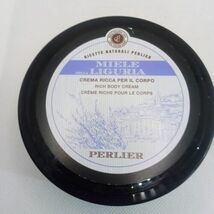 RICETTE NATURALI PERLIER
MIELE
DELLA LIGURIA
CREMA RICCA PER IL CORPO
RICH BODY CREAM
CRÈME RICHE POUR LE CORPS
PERLIER